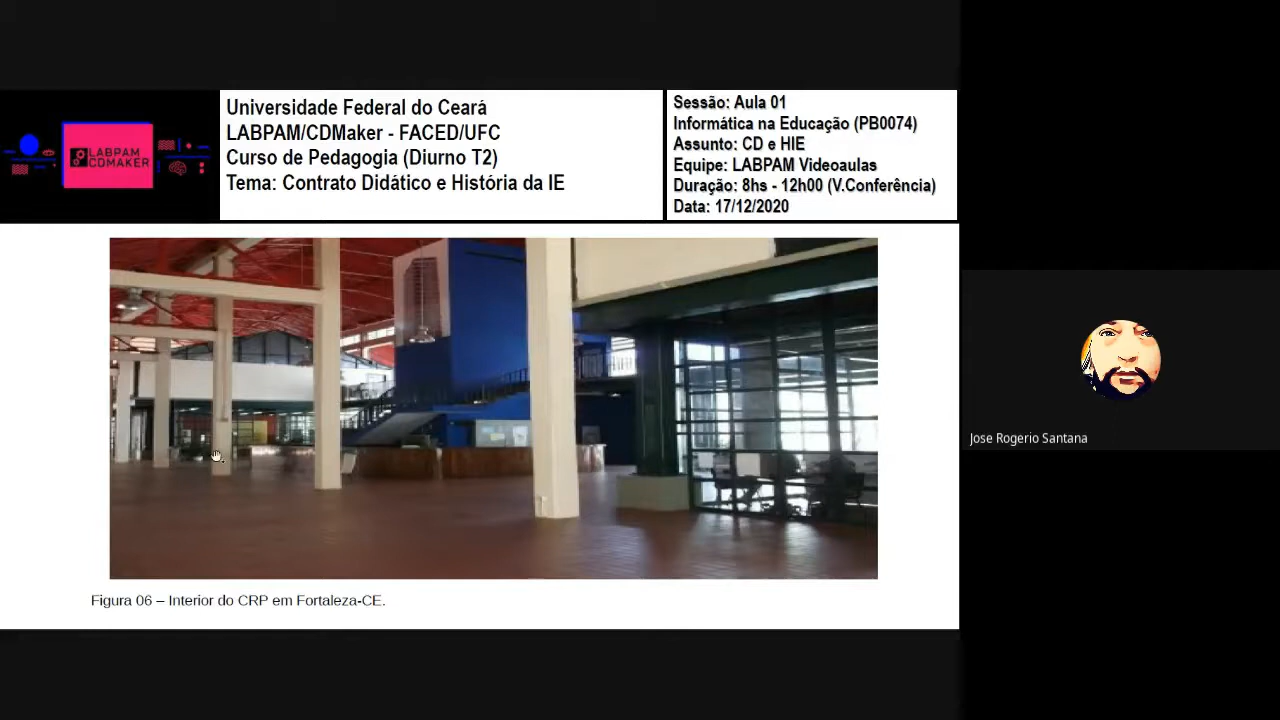 LABPAM
CDMAKER
Universidade Federal do Ceará
LABPAM/CDMaker - FACED/UFC
Curso de Pedagogia (Diurno T2)
Tema: Contrato Didático e História da IE
Sessão: Aula 01
Informática na Educação (PB0074)
Assunto: CD e HIE
Equipe: LABPAM Videoaulas
Duração: 8hs - 12h00 (V.Conferência)
Data: 17/12/2020
Jose Rogerio Santana
Figura 06 – Interior do CRP em Fortaleza-CE.